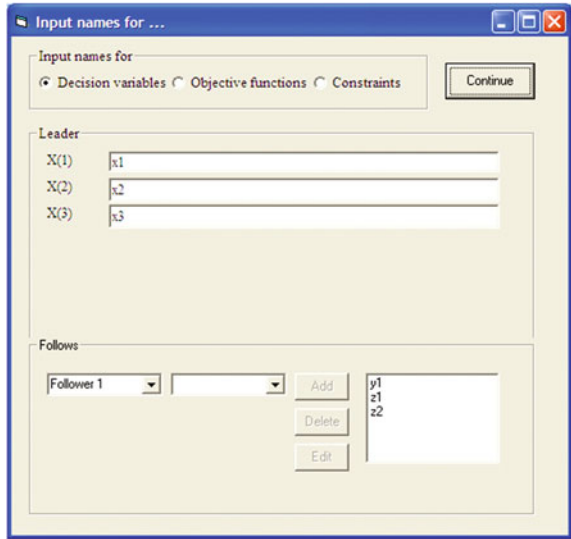 Input names for ...
Input names for
Decision variables Objective functions Constraints
Continue
Leader
X(1) x1
X(2) x2
X(3) x3
Follows
Follower 1 Add y1
z1
z2
Delete
Edit